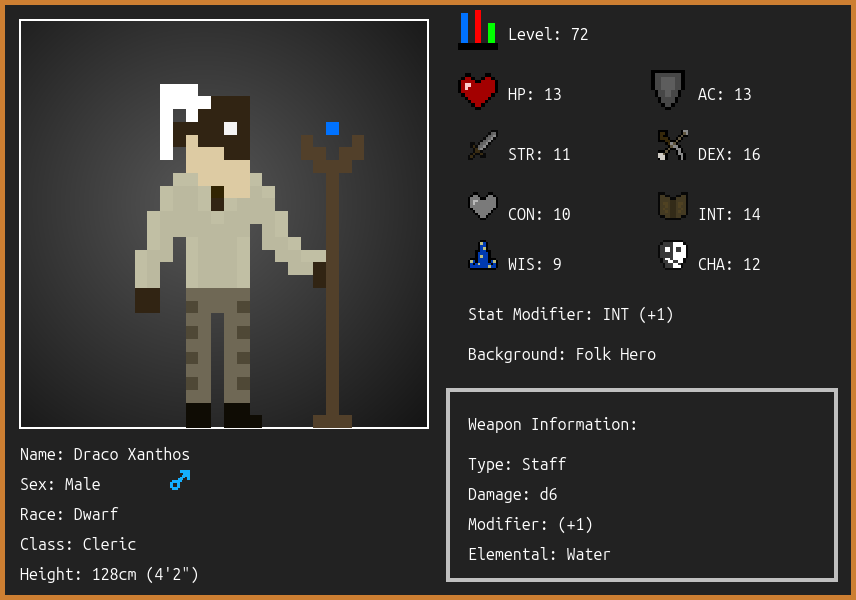 Level: 72
HP: 13
AC: 13
STR: 11
DEX: 16
CON: 10
INT: 14
WIS: 9
CHA: 12
Stat Modifier: INT (+1)
Background: Folk Hero
Weapon Information:
Type: Staff
Damage: d6
Modifier: (+1)
Elemental: Water
Name: Draco Xanthos
Sex: Male
Race: Dwarf
Class: Cleric
Height: 128cm (4'2")